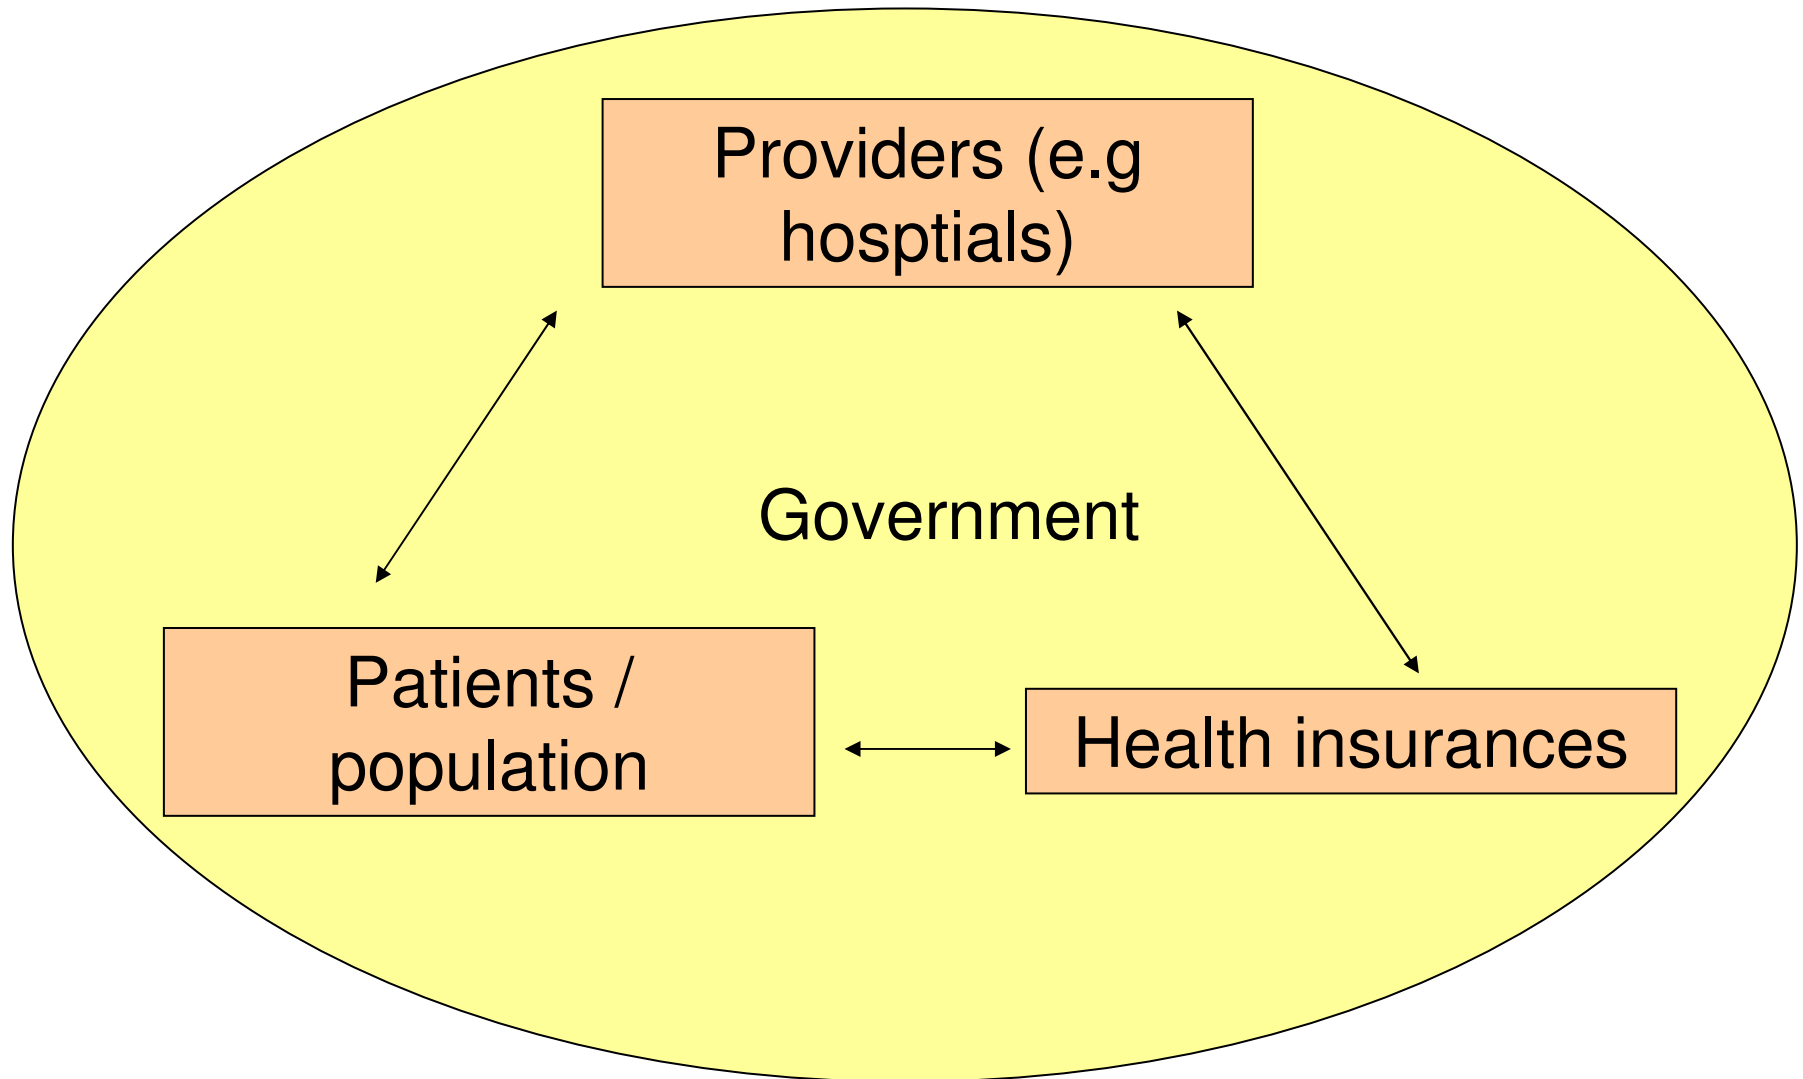 Providers (e.g
hosptials)
Government
Patients /
population
Health insurances